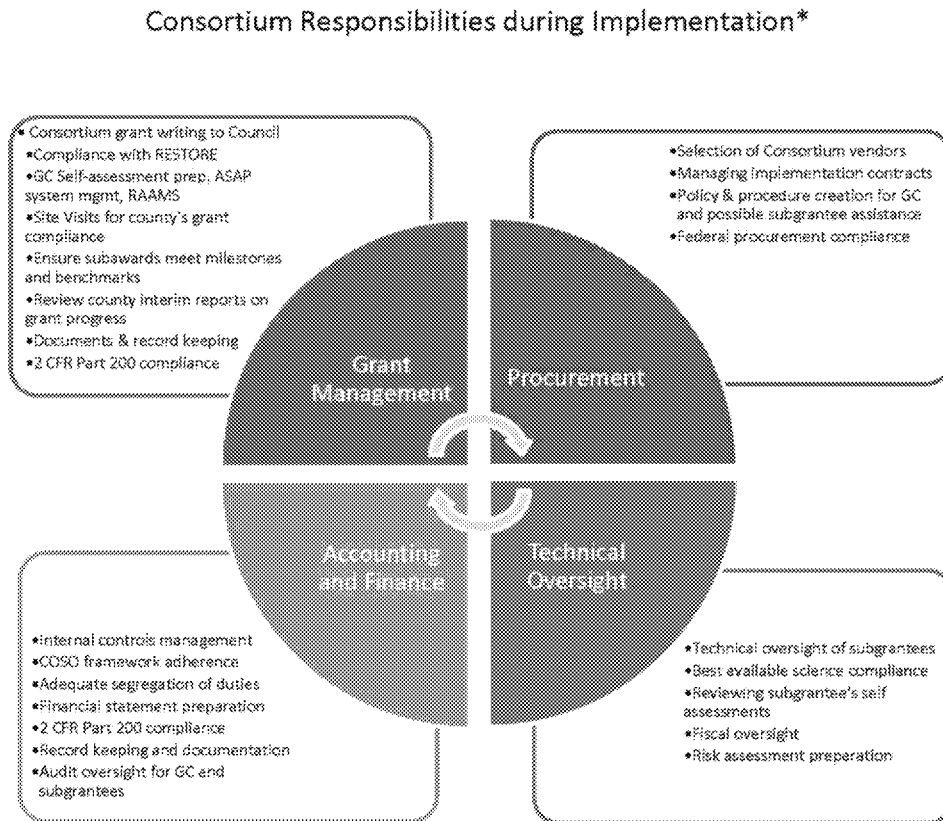 Consortium Responsibilities during Implementation*
• Consortium grant writing to Council
•Compliance with RESTORE
•GC Self-assessment prep, ASAP
system mgmt, RAAMS
•Site Visits for county's grant
compliance
•Ensure subawards meet milestones
and benchmarks
•Review county interim reports on
grant progress
•Documents & record keeping
•2 CFR Part 200 compliance
•Selection of Consortium vendors
•Managing implementation contracts
•Policy & procedure creation for GC
and possible subgrantee assistance
•Federal procurement compliance
Grant
Management
Procurement
Accounting
and Finance
Technical
Oversight
•Internal controls management
•COSO framework adherence
•Adequate segregation of duties
•Financial statement preparation
•2 CFR Part 200 compliance
•Record keeping and documentation
•Audit oversight for GC and
subgrantees
•Technical oversight of subgrantees
•Best available science compliance
•Reviewing subgrantee's self
assessments
•Fiscal oversight
•Risk assessment preparation